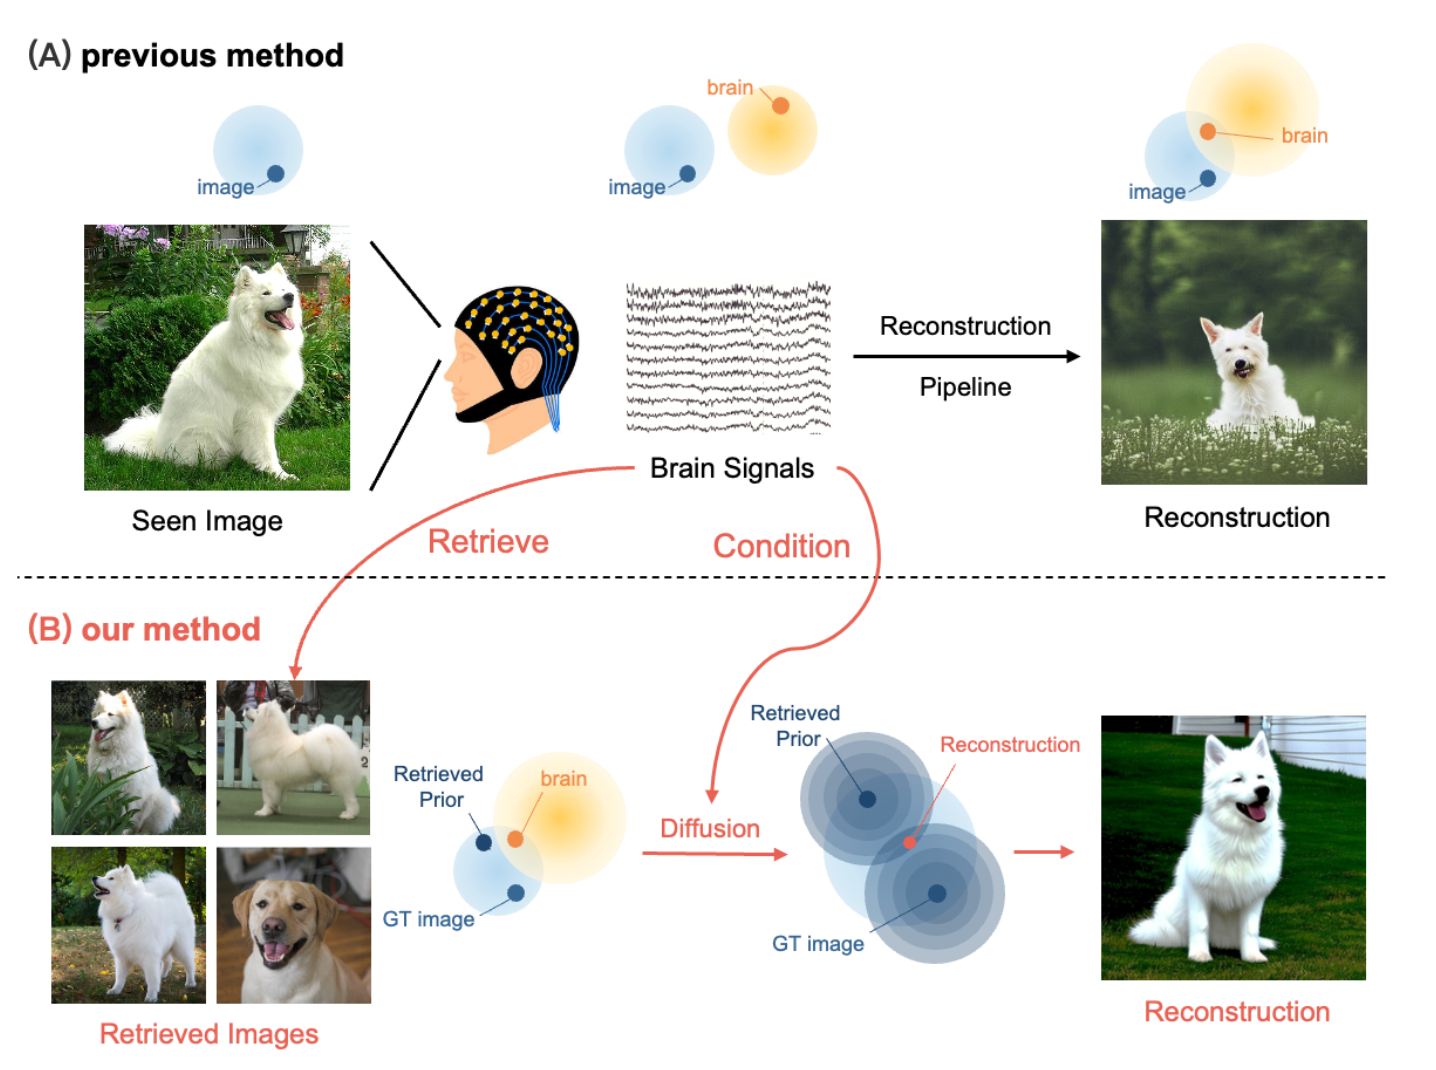 (A) previous method
image
brain
image
brain
image
Reconstruction
Pipeline
Seen Image
Brain Signals
Reconstruction
Retrieve
Condition
(B) our method
Retrieved
Prior
brain
GT image
Diffusion
Retrieved
Prior
Reconstruction
GT image
Retrieved Images
Reconstruction